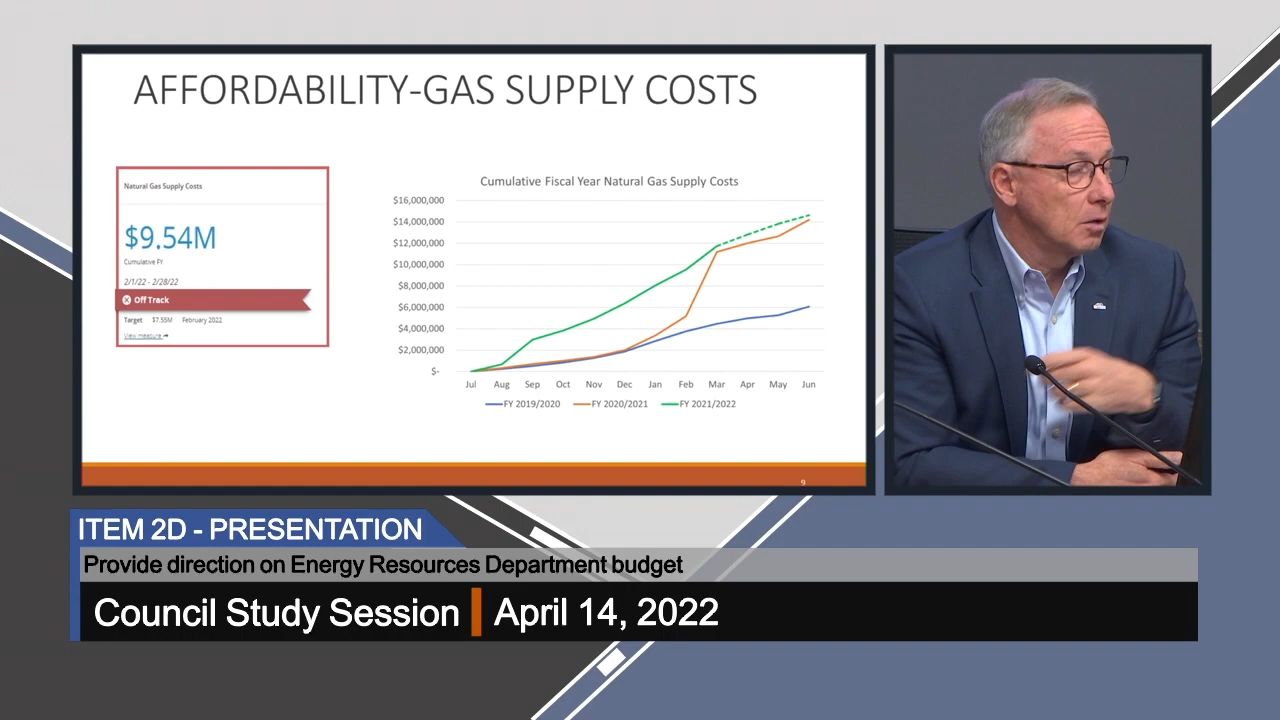 AFFORDABILITY-GAS SUPPLY COSTS
Natural Gas Supply Costs
$9.54M
Cumulative FY
2/1/22 - 2/28/22
Off Track
Target $7.55M February 2022
View measure
Cumulative Fiscal Year Natural Gas Supply Costs
$16,000,000
$14,000,000
$12,000,000
$10,000,000
$8,000,000
$6,000,000
$4,000,000
$2,000,000
$-
Jul Aug Sep Oct Nov Dec Jan Feb Mar Apr May Jun
FY 2019/2020 FY 2020/2021 FY 2021/2022
9
ITEM 2D - PRESENTATION
Provide direction on Energy Resources Department budget
Council Study Session April 14, 2022